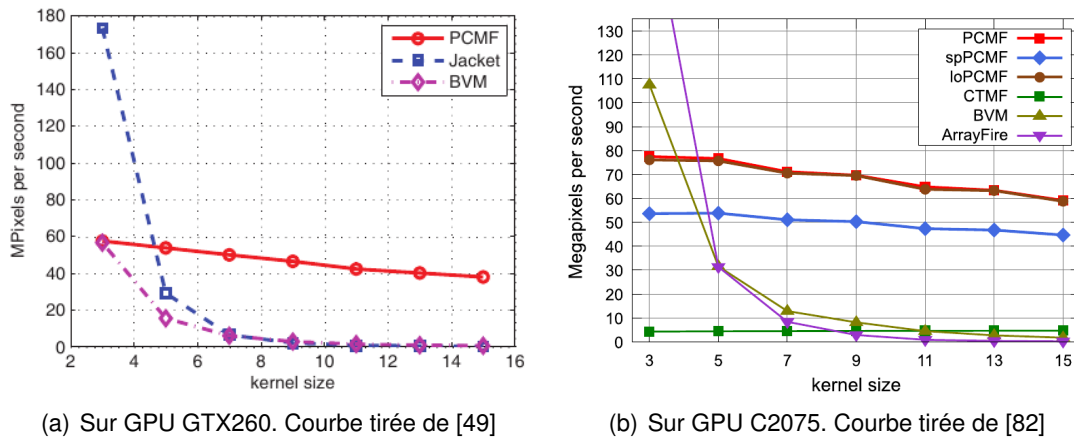 180
160
140
120
100
80
60
40
20
0
MPixels per second
2 4 6 8 10 12 14 16
kernel size
PCMF
Jacket
BVM
(a) Sur GPU GTX260. Courbe tirée de [49]
130
120
110
100
90
80
70
60
50
40
30
20
10
0
Megapixels per second
3 5 7 9 11 13 15
kernel size
PCMF
spPCMF
loPCMF
CTMF
BVM
ArrayFire
(b) Sur GPU C2075. Courbe tirée de [82]